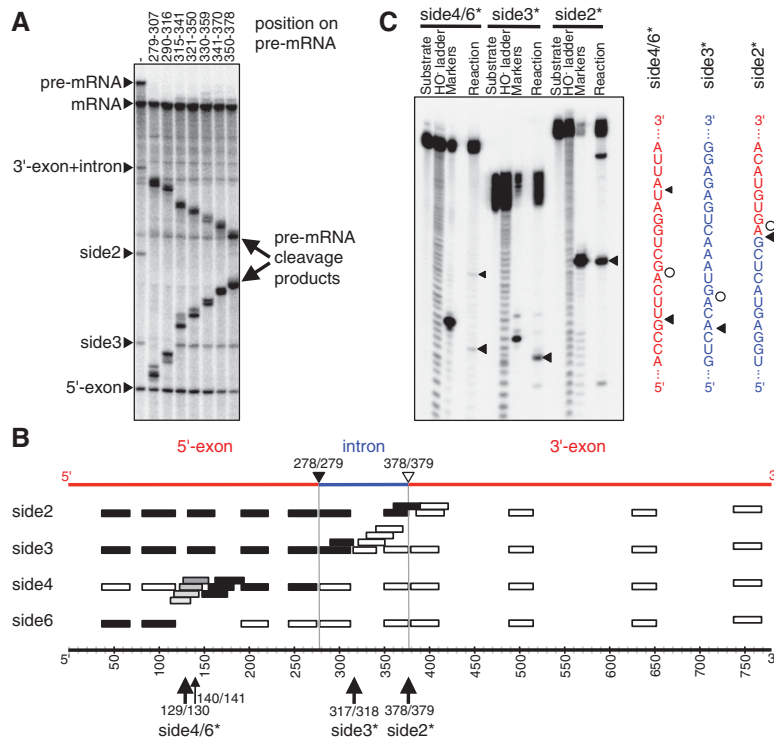 A
position on
pre-mRNA
-
279-307
290-316
315-341
321-350
330-359
341-370
350-378
pre-mRNA
mRNA
3'-exon+intron
side2
side3
5'-exon
pre-mRNA
cleavage
products
C
side4/6* side3* side2*
Substrate
HO⁻ ladder
Markers
Reaction
Substrate
HO⁻ ladder
Markers
Reaction
Substrate
HO⁻ ladder
Markers
Reaction
side4/6*
3'
...
A
U
U
A
U
A
G
G
U
C
G
A
C
U
U
G
C
C
A
...
5'
side3*
3'
...
G
G
A
G
A
G
U
C
A
A
A
U
G
A
C
A
C
U
G
...
5'
side2*
3'
...
A
C
A
U
G
U
G
A
G
C
U
C
A
U
G
A
G
G
U
...
5'
B
5'-exon intron 3'-exon
278/279 378/379
5' 3'
side2
side3
side4
side6
5' 50 100 150 200 250 300 350 400 450 500 550 600 650 700 750 3'
140/141
129/130 317/318 378/379
side4/6* side3* side2*